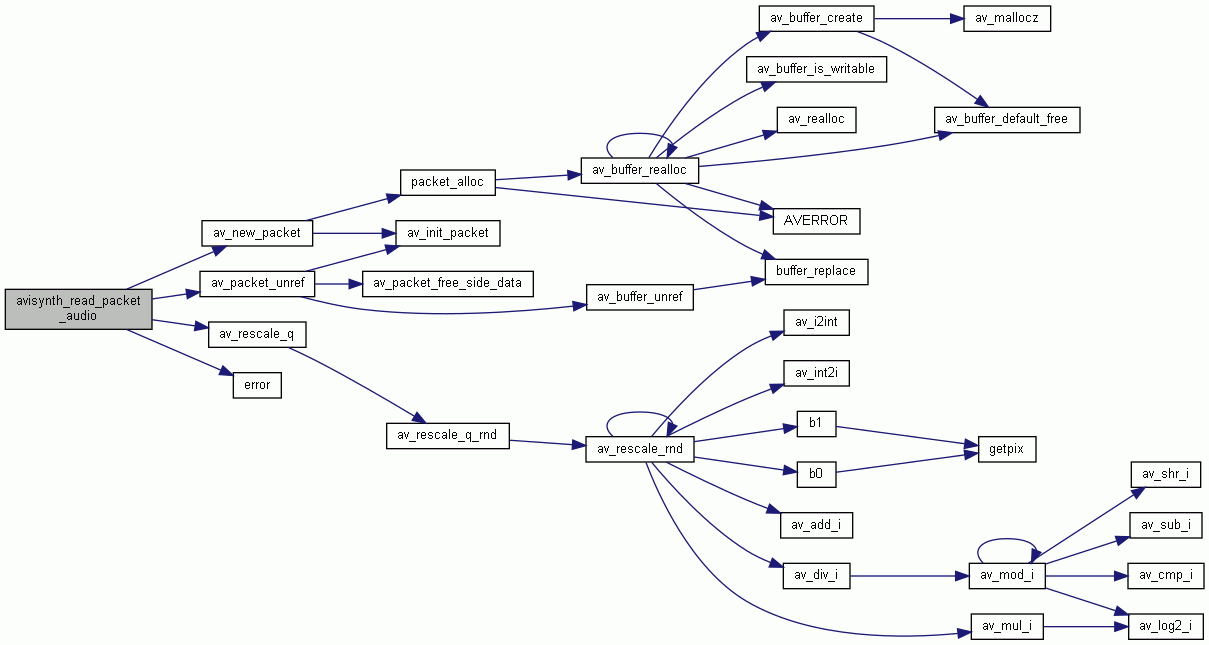 av_buffer_create
av_mallocz
av_buffer_is_writable
av_realloc
av_buffer_default_free
av_buffer_realloc
packet_alloc
AVERROR
av_new_packet
av_init_packet
buffer_replace
av_packet_unref
av_packet_free_side_data
av_buffer_unref
avisynth_read_packet
_audio
av_rescale_q
av_i2int
error
av_int2i
b1
av_rescale_q_rnd
av_rescale_rnd
getpix
b0
av_shr_i
av_add_i
av_sub_i
av_div_i
av_mod_i
av_cmp_i
av_mul_i
av_log2_i